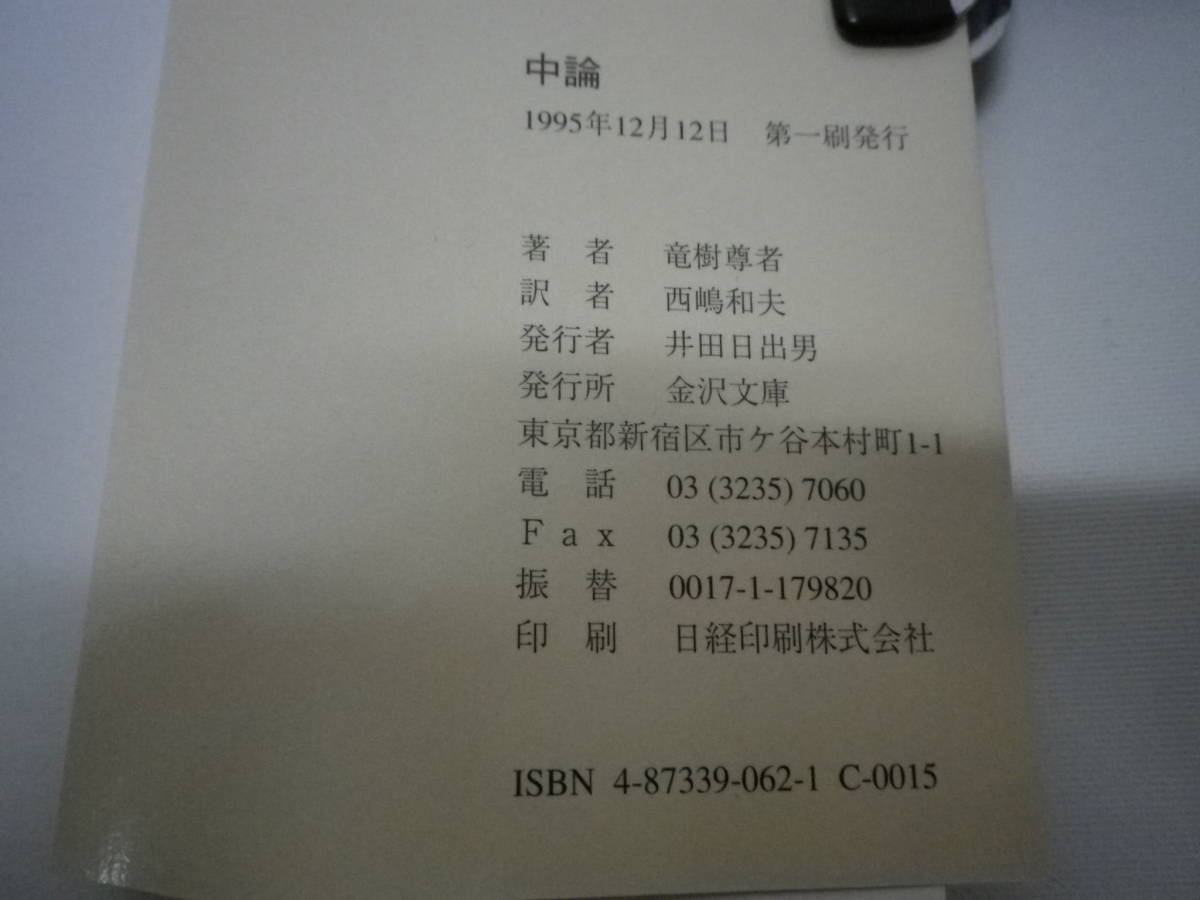 中論
1995年12月12日 第一刷発行
著 者 竜樹尊者
訳 者 西嶋和夫
発行者 井田日出男
発行所 金沢文庫
東京都新宿区市ケ谷本村町1-1
電 話 03 (3235) 7060
Ｆａｘ 03 (3235) 7135
振 替 0017-1-179820
印 刷 日経印刷株式会社
ISBN 4-87339-062-1 C-0015